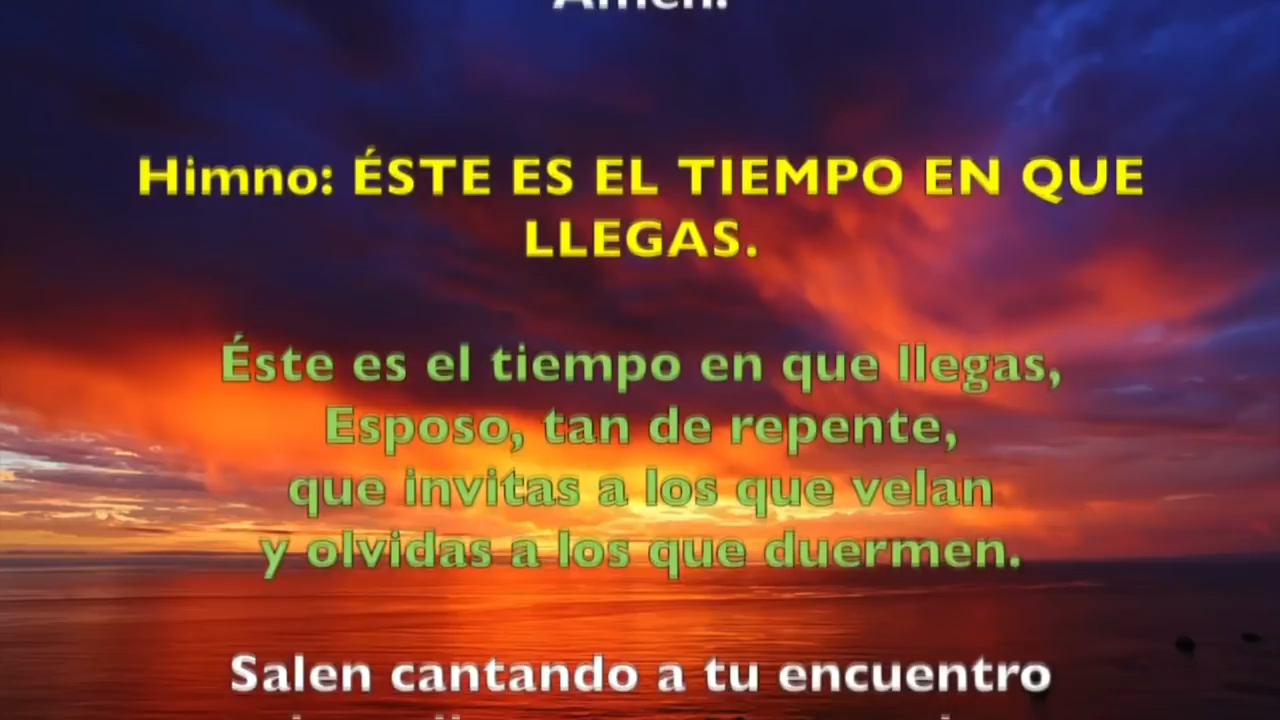 Amén.
Himno: ÉSTE ES EL TIEMPO EN QUE
LLEGAS.
Éste es el tiempo en que llegas,
Esposo, tan de repente,
que invitas a los que velan
y olvidas a los que duermen.
Salen cantando a tu encuentro